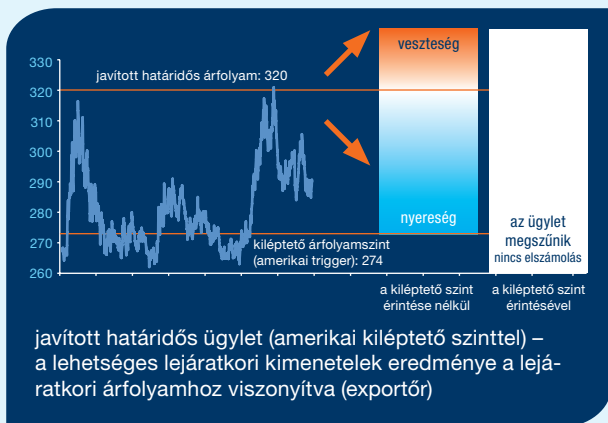 330
320
310
300
290
280
270
260
javított határidős árfolyam: 320
kiléptető árfolyamszint
(amerikai trigger): 274
veszteség
nyereség
az ügylet
megszűnik
nincs elszámolás
a kiléptető szint
érintése nélkül
a kiléptető szint
érintésével
javított határidős ügylet (amerikai kiléptető szinttel) –
a lehetséges lejáratkori kimenetelek eredménye a lejá-
ratkori árfolyamhoz viszonyítva (exportőr)